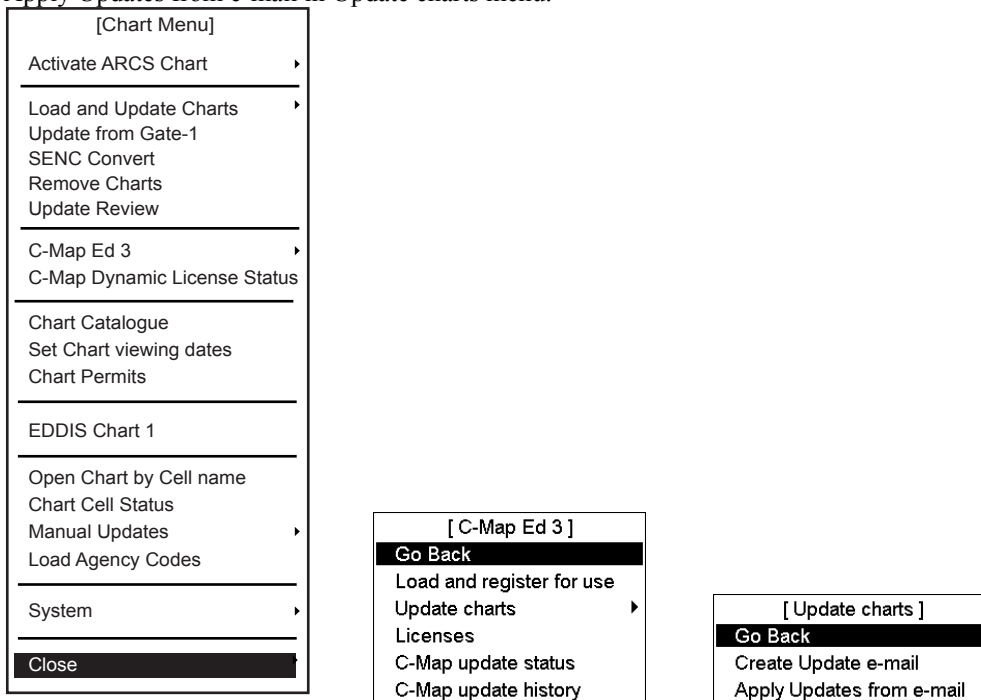 Apply Updates from e-mail in Update charts menu.
[Chart Menu]
Activate ARCS Chart
Load and Update Charts
Update from Gate-1
SENC Convert
Remove Charts
Update Review
C-Map Ed 3
C-Map Dynamic License Status
Chart Catalogue
Set Chart viewing dates
Chart Permits
EDDIS Chart 1
Open Chart by Cell name
Chart Cell Status
Manual Updates
Load Agency Codes
System
Close
[ C-Map Ed 3 ]
Go Back
Load and register for use
Update charts
Licenses
C-Map update status
C-Map update history
[ Update charts ]
Go Back
Create Update e-mail
Apply Updates from e-mail